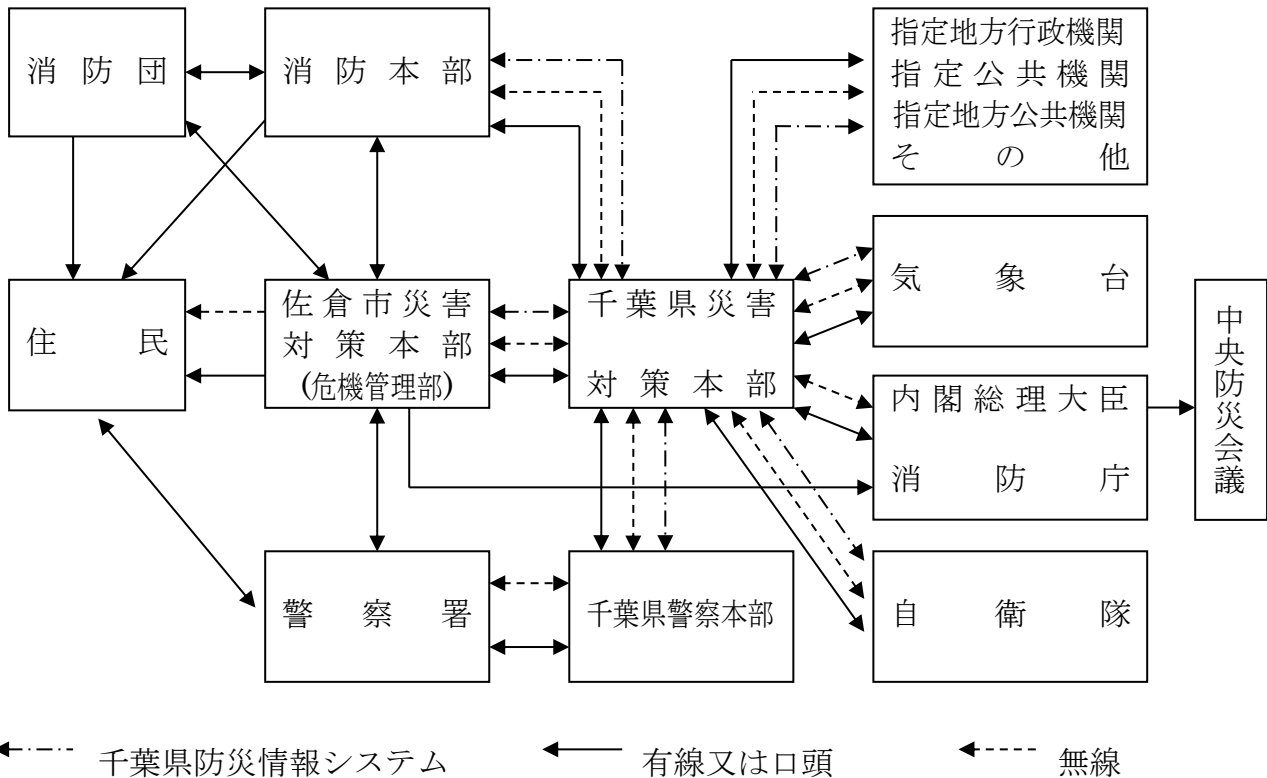 消防団
消防本部
指定地方行政機関
指定公共機関
指定地方公共機関
その他
気象台
住民
佐倉市災害
対策本部
(危機管理部)
千葉県災害
対策本部
内閣総理大臣
消防庁
中央防災会議
警察署
千葉県警察本部
自衛隊
千葉県防災情報システム
有線又は口頭
無線